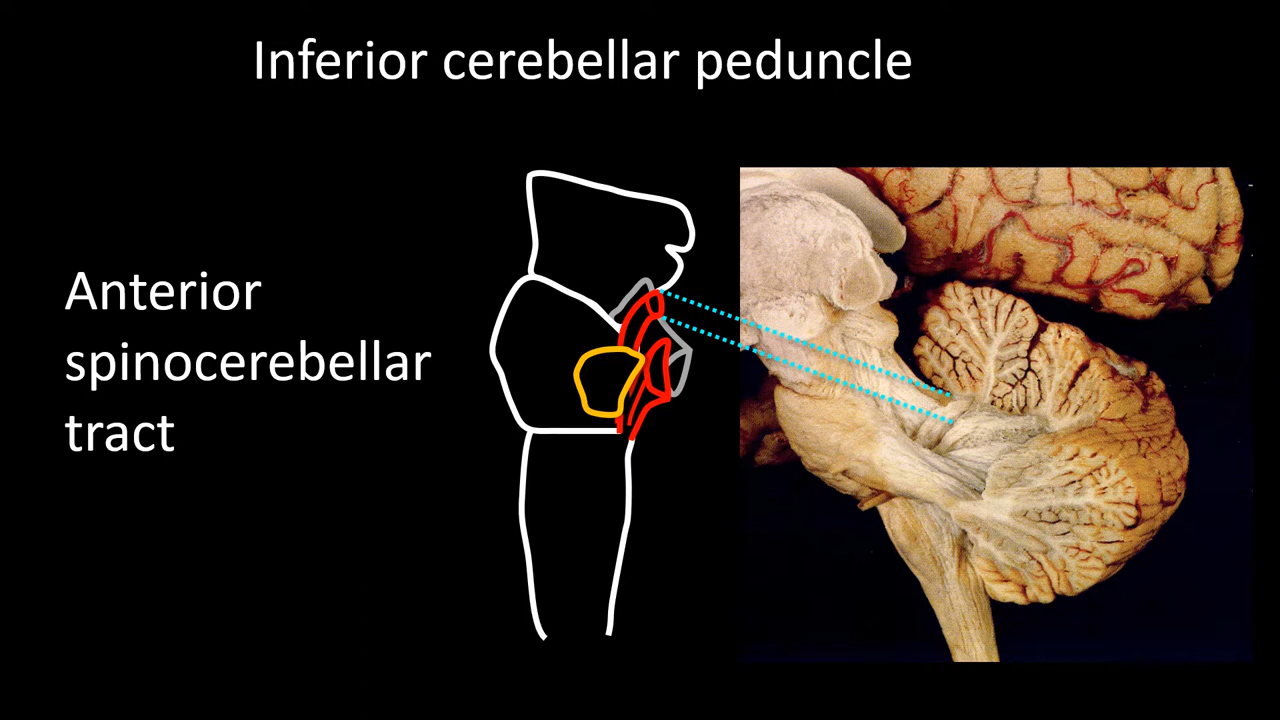 Inferior cerebellar peduncle
Anterior
spinocerebellar
tract